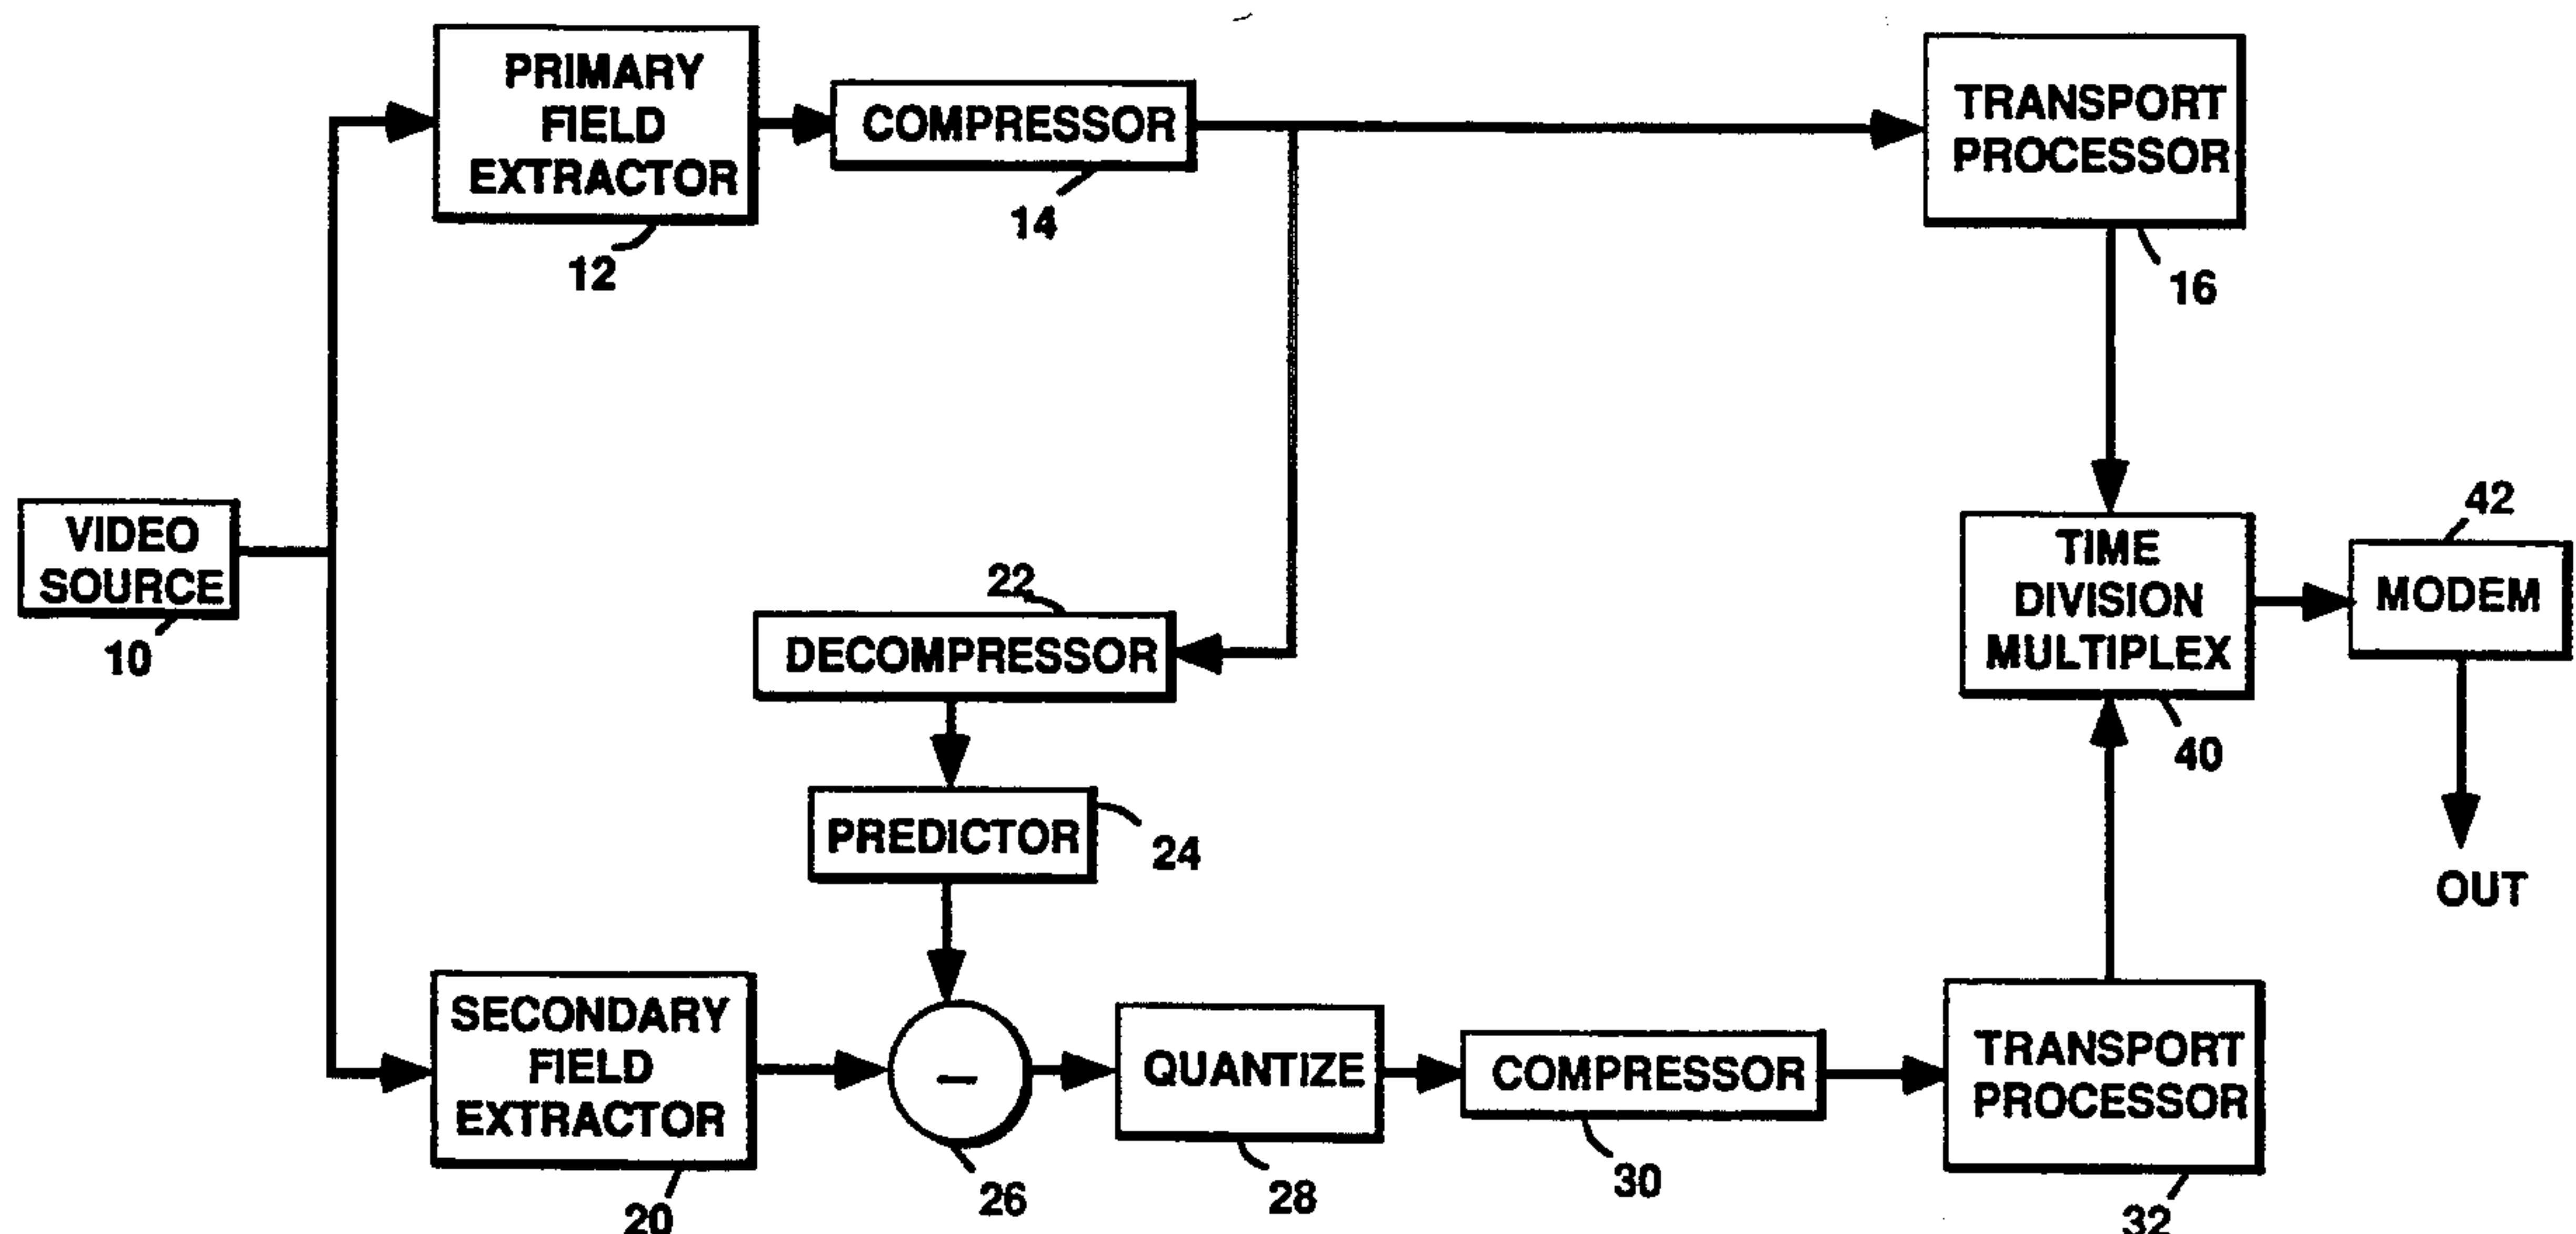 PRIMARY
FIELD
EXTRACTOR
12
COMPRESSOR
14
TRANSPORT
PROCESSOR
16
VIDEO
SOURCE
10
22
DECOMPRESSOR
PREDICTOR
24
TIME
DIVISION
MULTIPLEX
40
42
MODEM
OUT
SECONDARY
FIELD
EXTRACTOR
20
–
26
QUANTIZE
28
COMPRESSOR
30
TRANSPORT
PROCESSOR
32